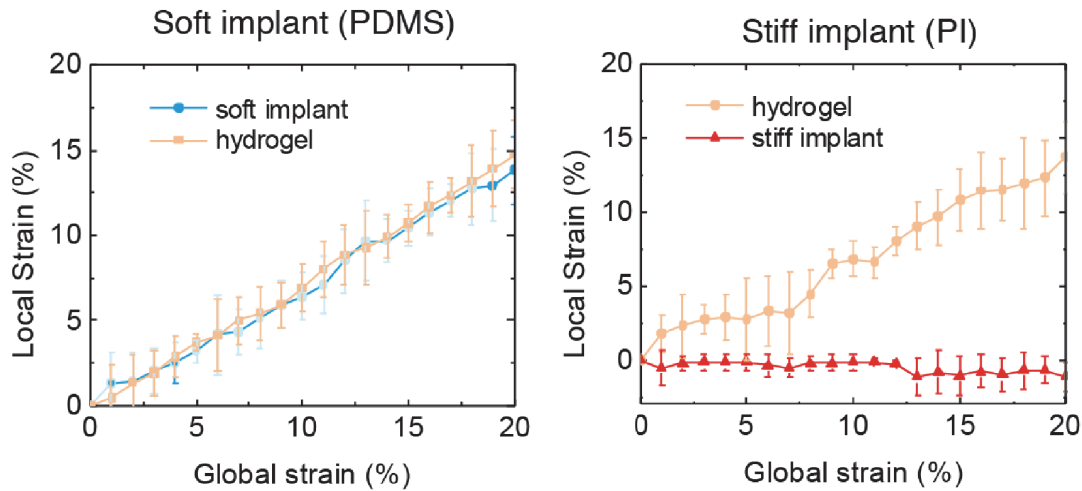 Soft implant (PDMS)
20
15
10
5
0
Local Strain (%)
soft implant
hydrogel
0 5 10 15 20
Global strain (%)
Stiff implant (PI)
20
15
10
5
0
Local Strain (%)
hydrogel
stiff implant
0 5 10 15 20
Global strain (%)